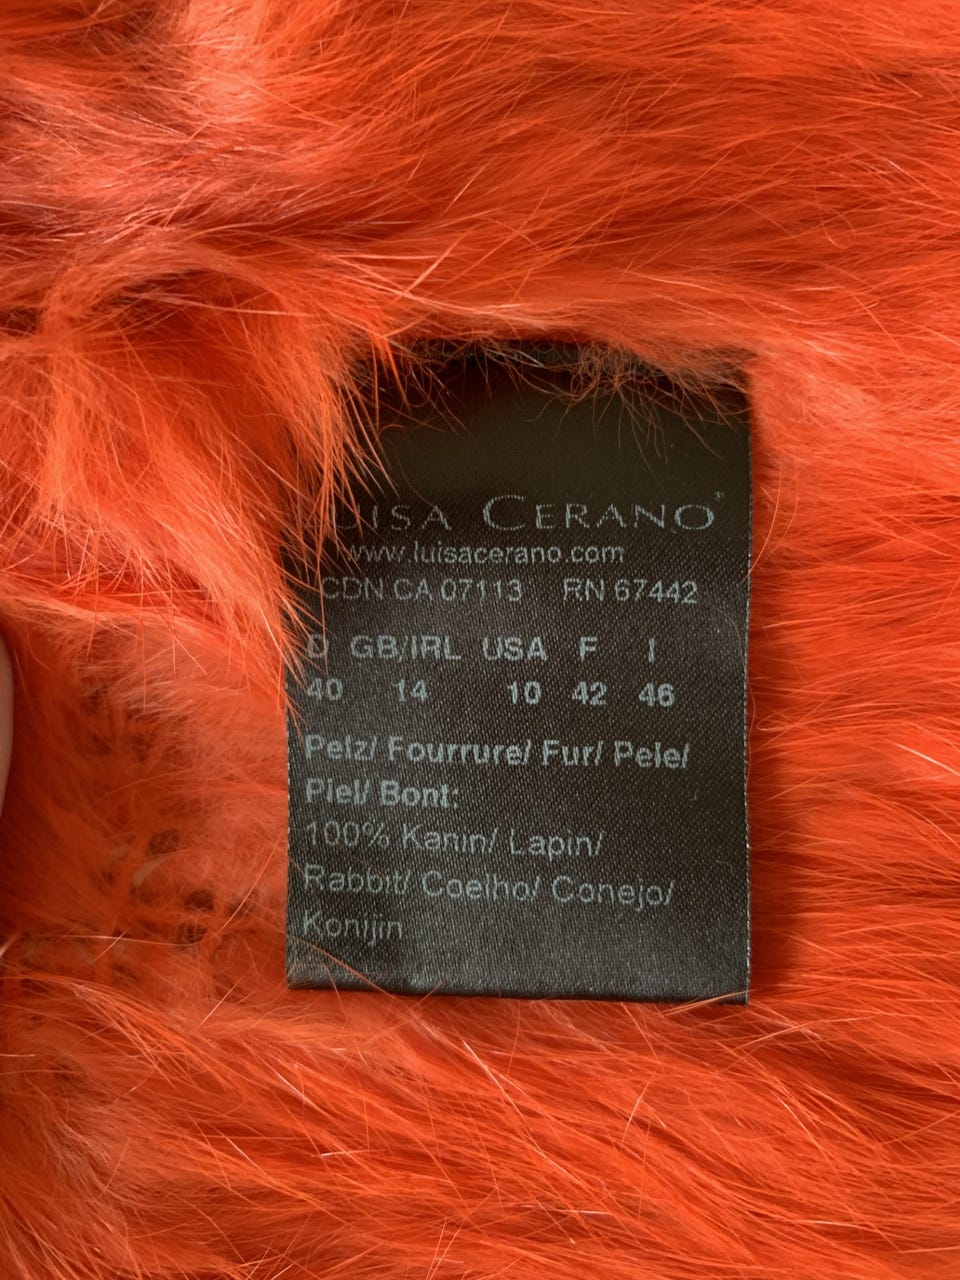 LUISA CERANO®
www.luisacerano.com
CDN CA 07113 RN 67442
D GB/IRL USA F I
40 14 10 42 46
Pelz/ Fourrure/ Fur/ Pele/
Piel/ Bont:
100% Kanin/ Lapin/
Rabbit/ Coelho/ Conejo/
Konijin